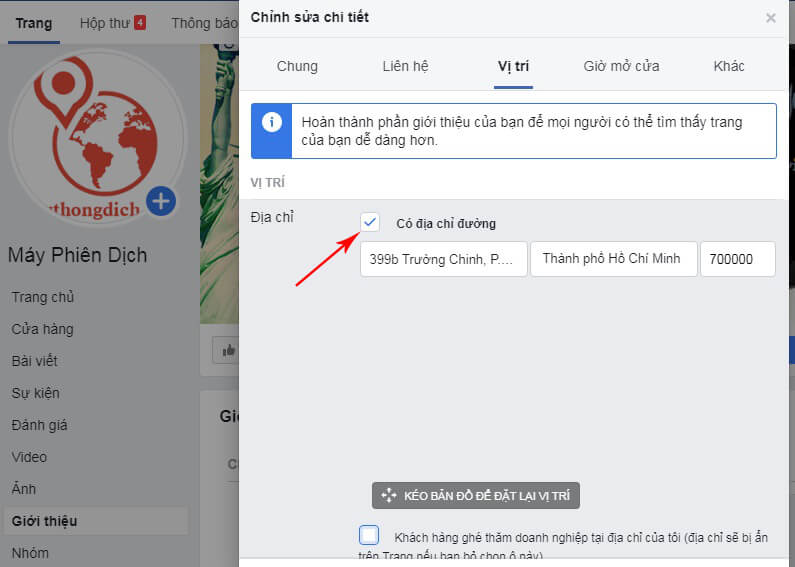 Trang Hộp thư 4 Thông báo
thongdich
Máy Phiên Dịch
Trang chủ
Cửa hàng
Bài viết
Sự kiện
Đánh giá
Video
Ảnh
Giới thiệu
Nhóm
Chỉnh sửa chi tiết
Chung Liên hệ Vị trí Giờ mở cửa Khác
Hoàn thành phần giới thiệu của bạn để mọi người có thể tìm thấy trang
của bạn dễ dàng hơn.
VỊ TRÍ
Địa chỉ Có địa chỉ đường
399b Trường Chinh, P.... Thành phố Hồ Chí Minh 700000
KÉO BẢN ĐỒ ĐỂ ĐẶT LẠI VỊ TRÍ
Khách hàng ghé thăm doanh nghiệp tại địa chỉ của tôi (địa chỉ sẽ bị ẩn
trên Trang nếu bạn bỏ chọn ô này)